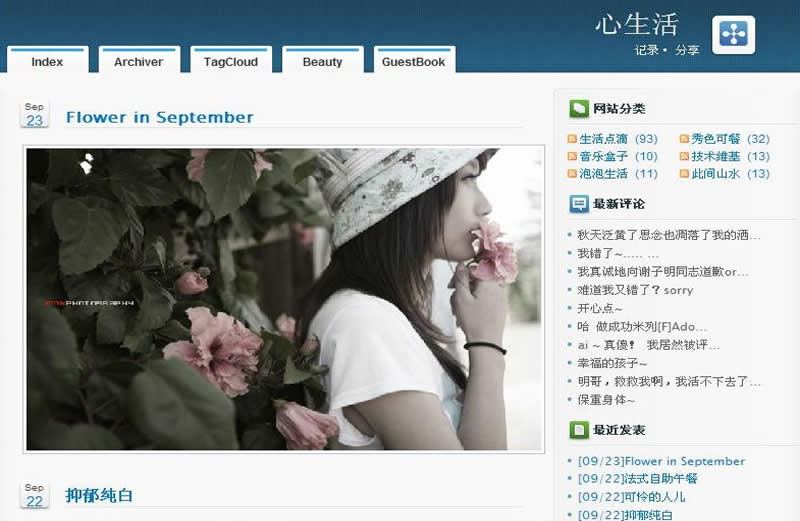 心生活
记录• 分享
Index
Archiver
TagCloud
Beauty
GuestBook
Sep
23
Flower in September
PHOTOGRAPHY
Sep
22
抑郁纯白
网站分类
生活点滴 (93)
秀色可餐 (32)
音乐盒子 (10)
技术维基 (13)
泡泡生活 (11)
此间山水 (13)
最新评论
秋天泛黄了思念也凋落了我的洒...
我错了~..... ...
我真诚地向谢子明同志道歉or...
难道我又错了？sorry
开心点~
哈 做成功米列[F]Ado...
ai ~ 真傻！ 我居然被评...
幸福的孩子~
明哥，救救我啊，我活不下去了...
保重身体~
最近发表
[09/23]Flower in September
[09/22]法式自助午餐
[09/22]可怜的人儿
[09/22]抑郁纯白